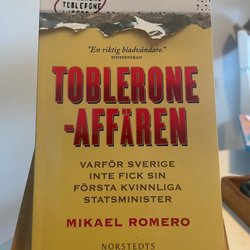 TOBLERONE
"En riktig bladvändare."
SYDSVENSKAN
TOBLERONE
-AFFÄREN
VARFÖR SVERIGE
INTE FICK SIN
FÖRSTA KVINNLIGA
STATSMINISTER
MIKAEL ROMERO
NORSTEDTS